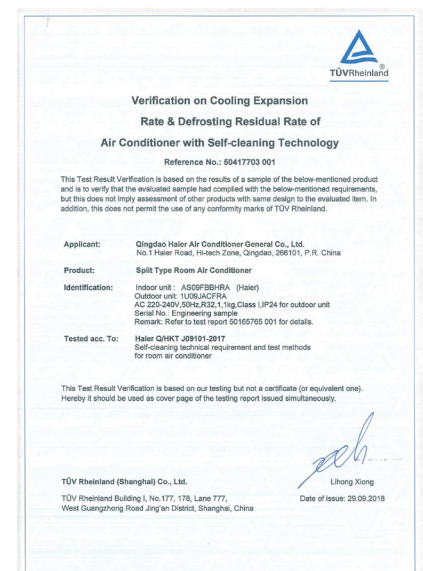 TÜVRheinland®
Verification on Cooling Expansion
Rate & Defrosting Residual Rate of
Air Conditioner with Self-cleaning Technology
Reference No.: 50417703 001
This Test Result Verification is based on the results of a sample of the below-mentioned product
and is to verify that the evaluated sample had complied with the below-mentioned requirements,
but this does not imply assessment of other products with same design to the evaluated item. In
addition, this does not permit the use of any conformity marks of TÜV Rheinland.
Applicant: Qingdao Haier Air Conditioner General Co., Ltd.
No.1 Haier Road, Hi-tech Zone, Qingdao, 266101, P.R. China
Product: Split Type Room Air Conditioner
Identification: Indoor unit : AS09FBBHRA (Haier)
Outdoor unit: 1U09JACFRA
AC 220-240V,50Hz,R32,1,1kg,Class I,IP24 for outdoor unit
Serial No.: Engineering sample
Remark: Refer to test report 50165765 001 for details.
Tested acc. To: Haler Q/HKT J09101-2017
Self-cleaning technical requirement and test methods
for room air conditioner
This Test Result Verification is based on our testing but not a certificate (or equivalent one).
Hereby it should be used as cover page of the testing report issued simultaneously.
TÜV Rheinland (Shanghai) Co., Ltd. Lihong Xiong
TÜV Rheinland Building I, No.177, 178, Lane 777, Date of issue: 29.09.2018
West Guangzhong Road Jing'an District, Shanghai, China